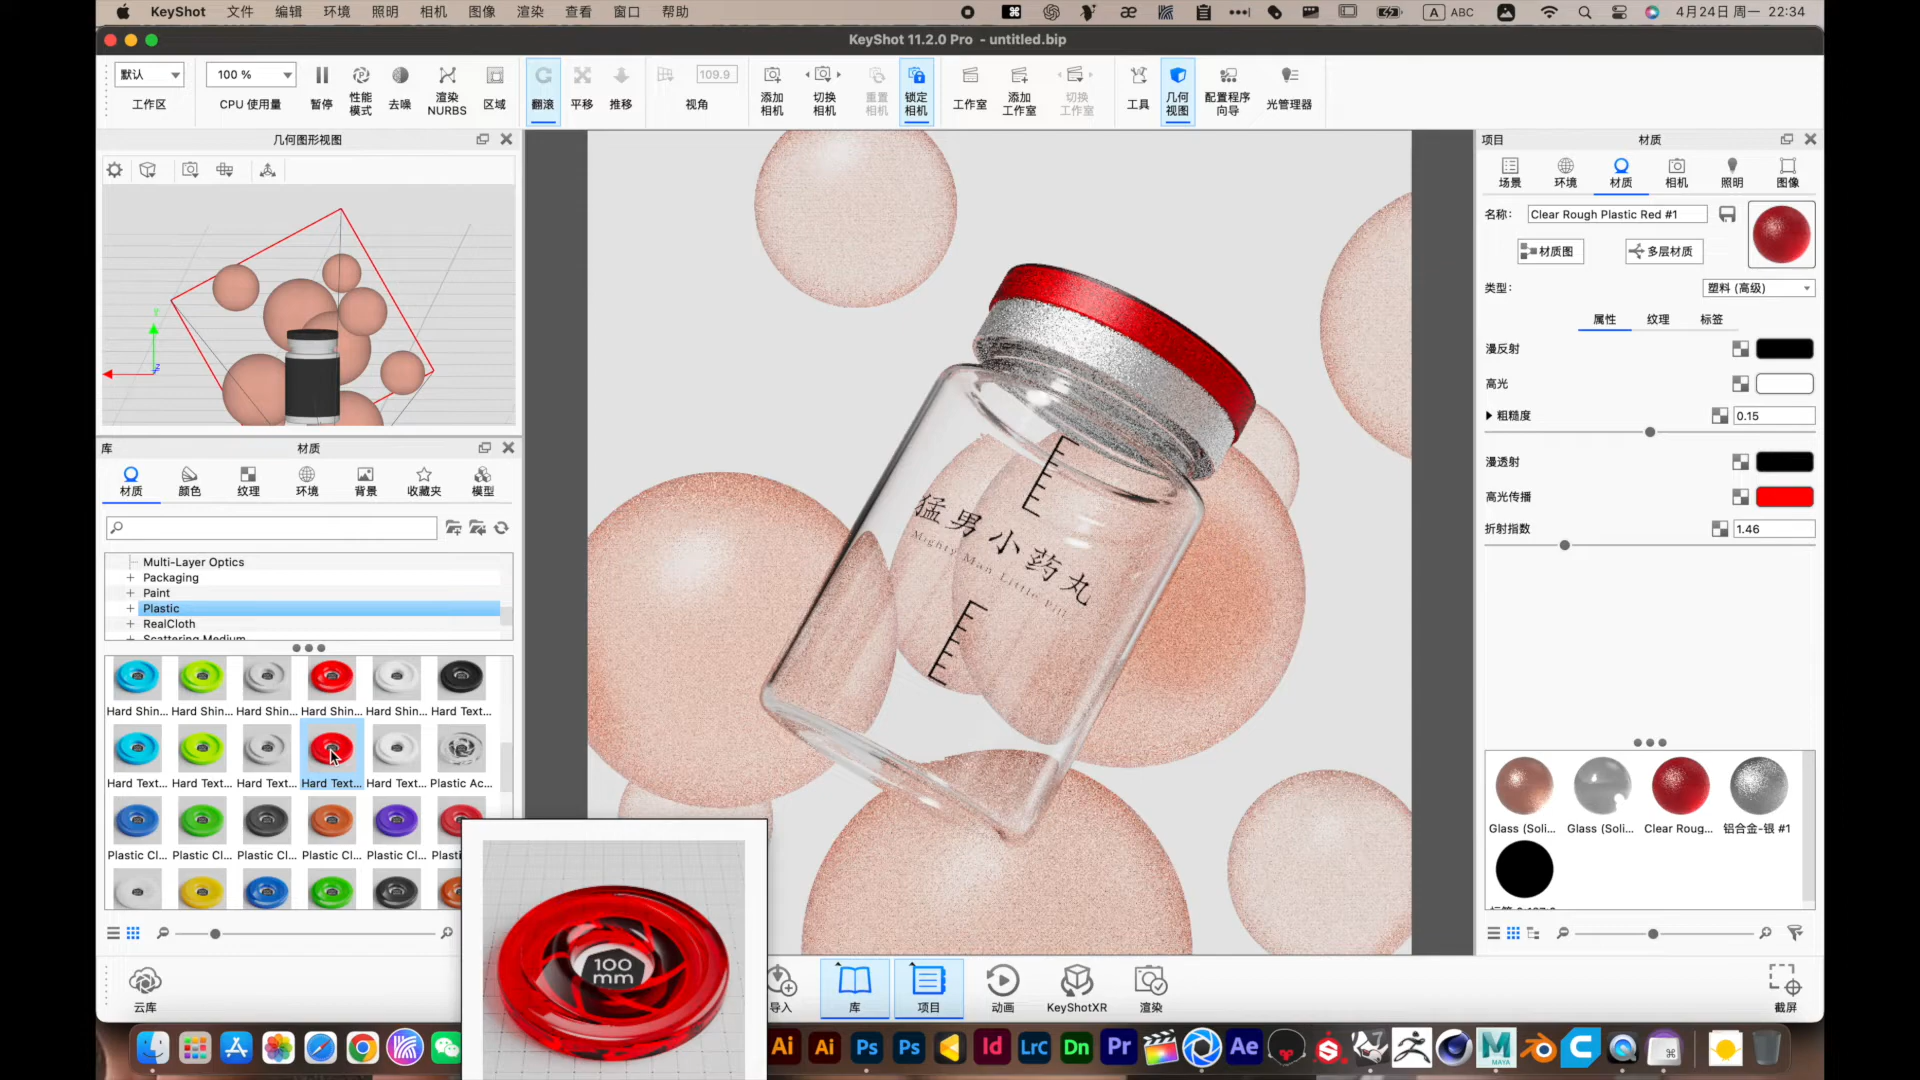 KeyShot 文件 编辑 环境 照明 相机 图像 渲染 查看 窗口 帮助
A ABC
4月24日 周一 22:34
KeyShot 11.2.0 Pro - untitled.bip
默认
工作区
100 %
CPU 使用量
暂停
性能
模式
去噪
渲染
NURBS
区域
翻滚
平移
推移
109.9
视角
添加
相机
切换
相机
重置
相机
锁定
相机
工作室
添加
工作室
切换
工作室
工具
几何
视图
配置程序
向导
光管理器
几何图形视图
库
材质
材质 颜色 纹理 环境 背景 收藏夹 模型
Multi-Layer Optics
Packaging
Paint
Plastic
RealCloth
Scattering Medium
Hard Shin... Hard Shin... Hard Shin... Hard Shin... Hard Shin... Hard Text...
Hard Text... Hard Text... Hard Text... Hard Text... Hard Text... Plastic Ac...
Plastic Cl... Plastic Cl... Plastic Cl... Plastic Cl... Plastic Cl...
100
mm
猛男小药丸
Mighty Man Little Pill
项目
材质
场景 环境 材质 相机 照明 图像
名称: Clear Rough Plastic Red #1
材质图 多层材质
类型: 塑料 (高级)
属性 纹理 标签
漫反射
高光
粗糙度 0.15
漫透射
高光传播
折射指数 1.46
Glass (Soli... Glass (Soli... Clear Roug... 铝合金-银 #1
云库
导入
库
项目
动画
KeyShotXR
渲染
截屏
Ai Ai Ps Ps Id LrC Dn Pr Ae
MAYA